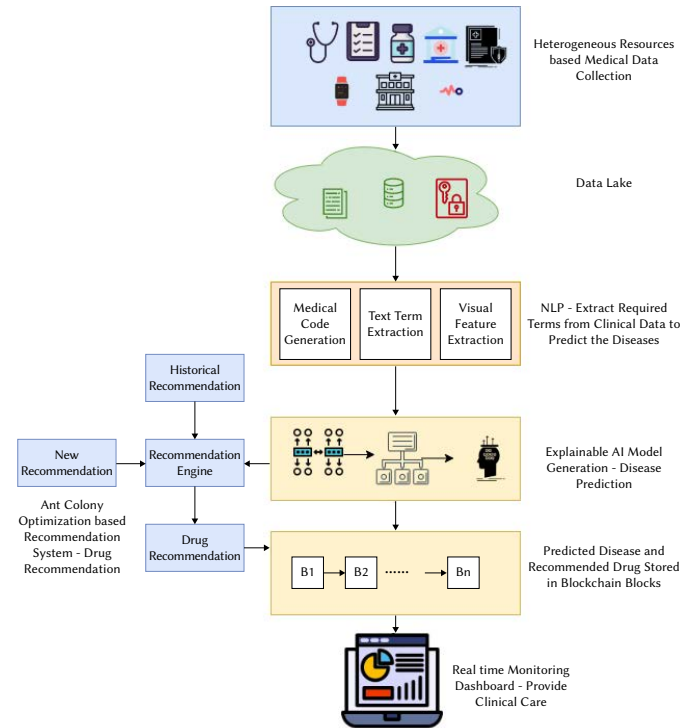 Heterogeneous Resources
based Medical Data
Collection
Data Lake
Medical
Code
Generation
Text Term
Extraction
Visual
Feature
Extraction
NLP - Extract Required
Terms from Clinical Data to
Predict the Diseases
Historical
Recommendation
New
Recommendation
Recommendation
Engine
Explainable AI Model
Generation - Disease
Prediction
Ant Colony
Optimization based
Recommendation
System - Drug
Recommendation
Drug
Recommendation
B1
B2
......
Bn
Predicted Disease and
Recommended Drug Stored
in Blockchain Blocks
Real time Monitoring
Dashboard - Provide
Clinical Care